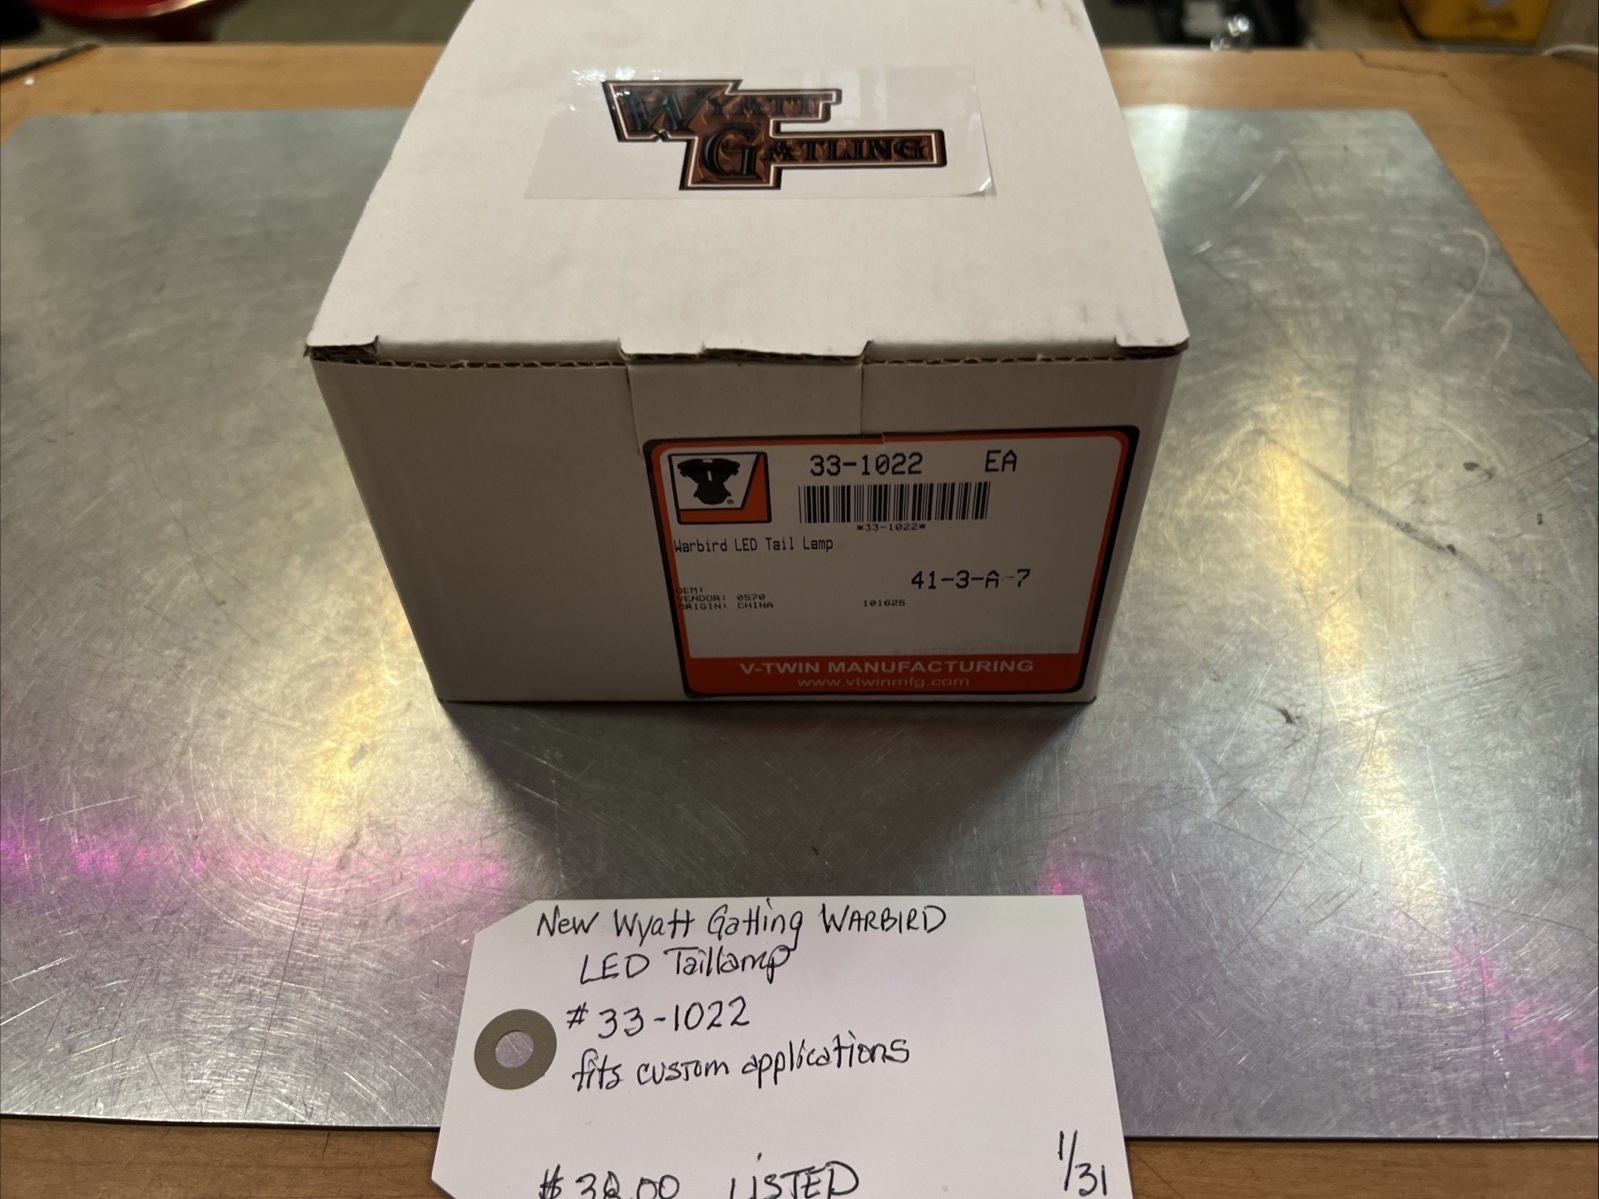 WYATT
GATLING
33-1022 EA
*33-1022*
Warbird LED Tail Lamp
41-3-A-7
OEM:
VENDOR: 0570
ORIGIN: CHINA 101625
V-TWIN MANUFACTURING
www.vtwinmfg.com
New Wyatt Gatling WARBIRD
LED Taillamp
# 33-1022
fits custom applications
1/31
LISTED